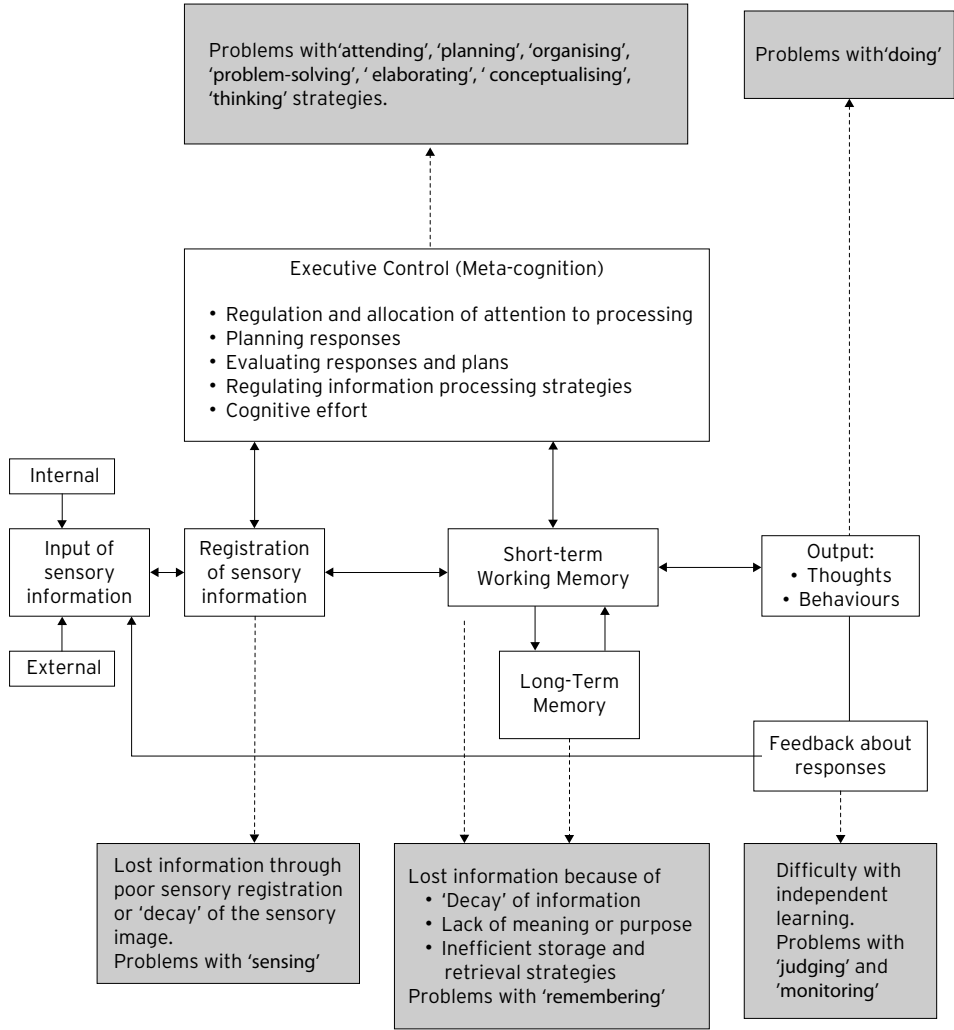 Problems with‘attending’, ‘planning’, ‘organising’,
‘problem-solving’, ‘ elaborating’, ‘ conceptualising’,
‘thinking’ strategies.
Problems with‘doing’
Executive Control (Meta-cognition)
• Regulation and allocation of attention to processing
• Planning responses
• Evaluating responses and plans
• Regulating information processing strategies
• Cognitive effort
Internal
Input of
sensory
information
External
Registration
of sensory
information
Short-term
Working Memory
Long-Term
Memory
Output:
• Thoughts
• Behaviours
Feedback about
responses
Lost information through
poor sensory registration
or ‘decay’ of the sensory
image.
Problems with ‘sensing’
Lost information because of
• ‘Decay’ of information
• Lack of meaning or purpose
• Inefficient storage and
retrieval strategies
Problems with ‘remembering’
Difficulty with
independent
learning.
Problems with
‘judging’ and
‘monitoring’